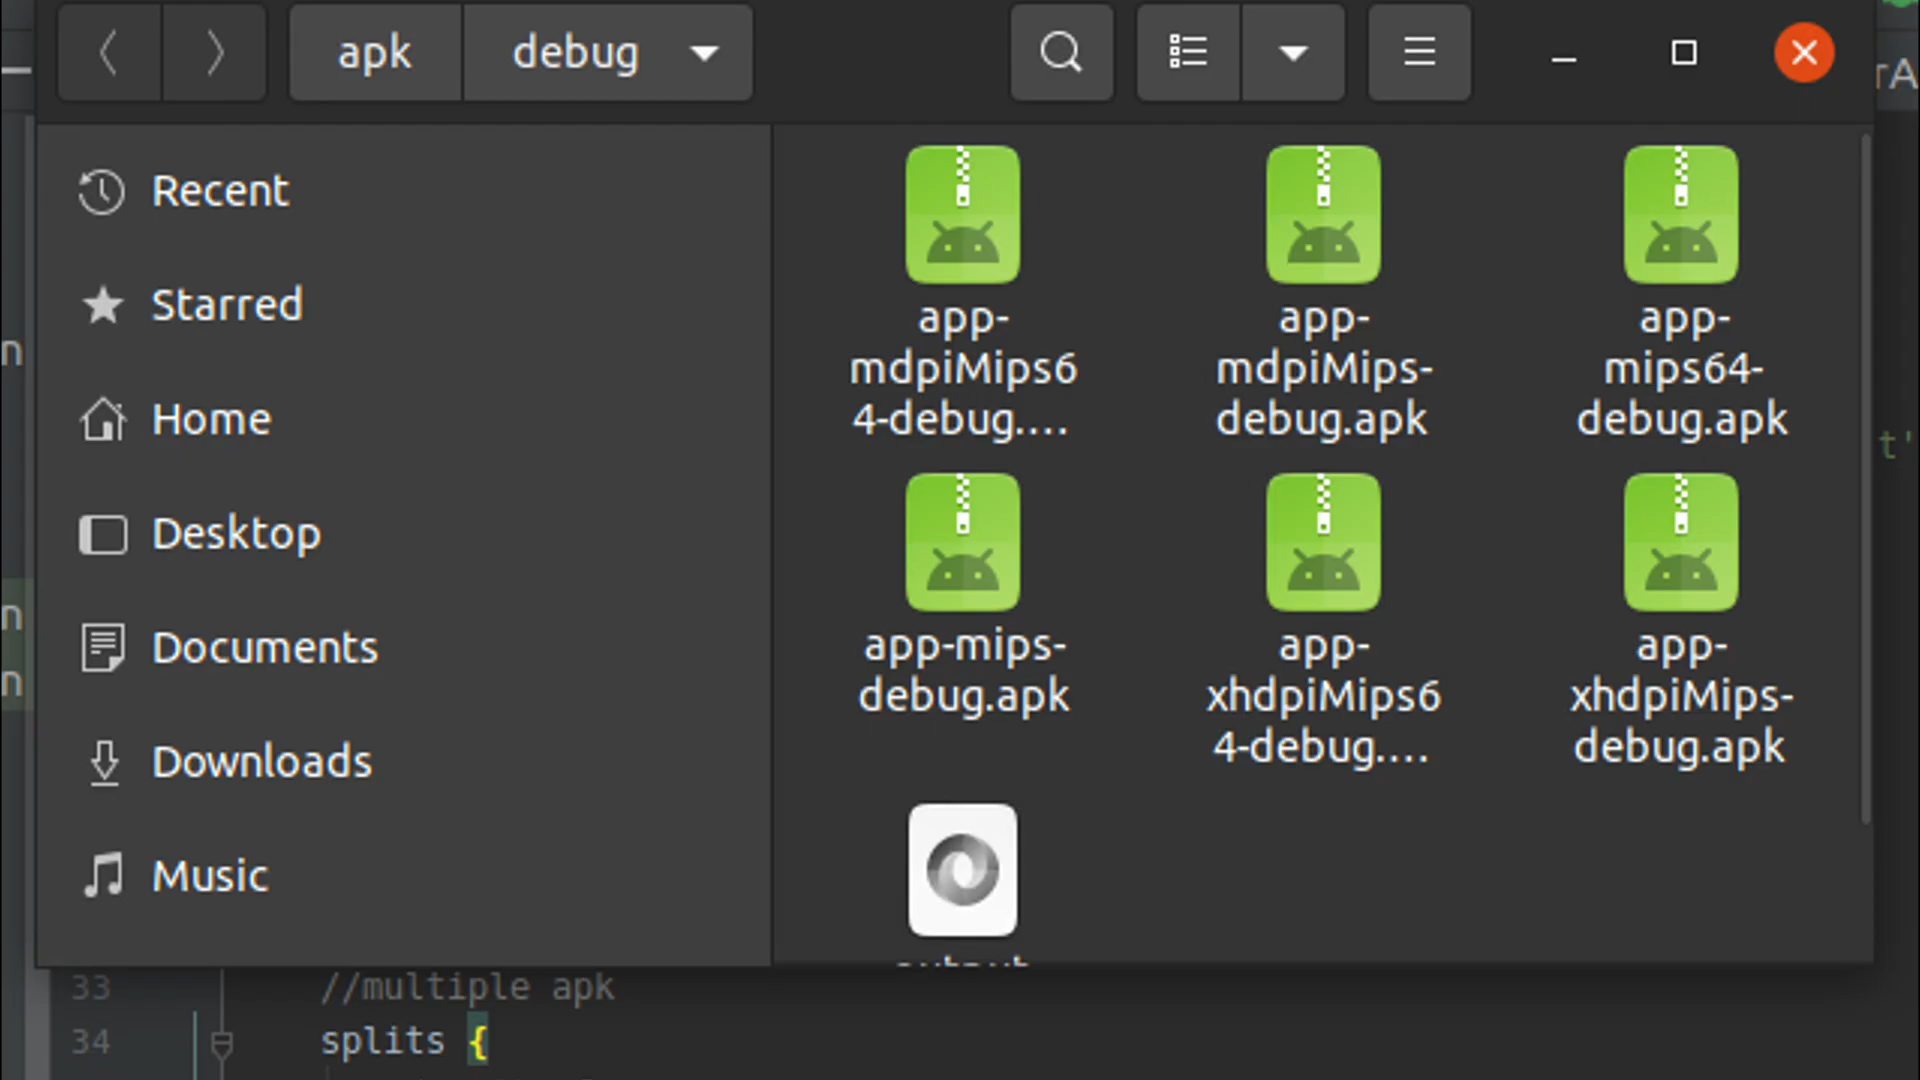 apk
debug
rA
Recent
Starred
Home
Desktop
Documents
Downloads
Music
app-
mdpiMips6
4-debug....
app-
mdpiMips-
debug.apk
app-
mips64-
debug.apk
app-mips-
debug.apk
app-
xhdpiMips6
4-debug....
app-
xhdpiMips-
debug.apk
n
t'
n
n
33 //multiple apk
34 splits {